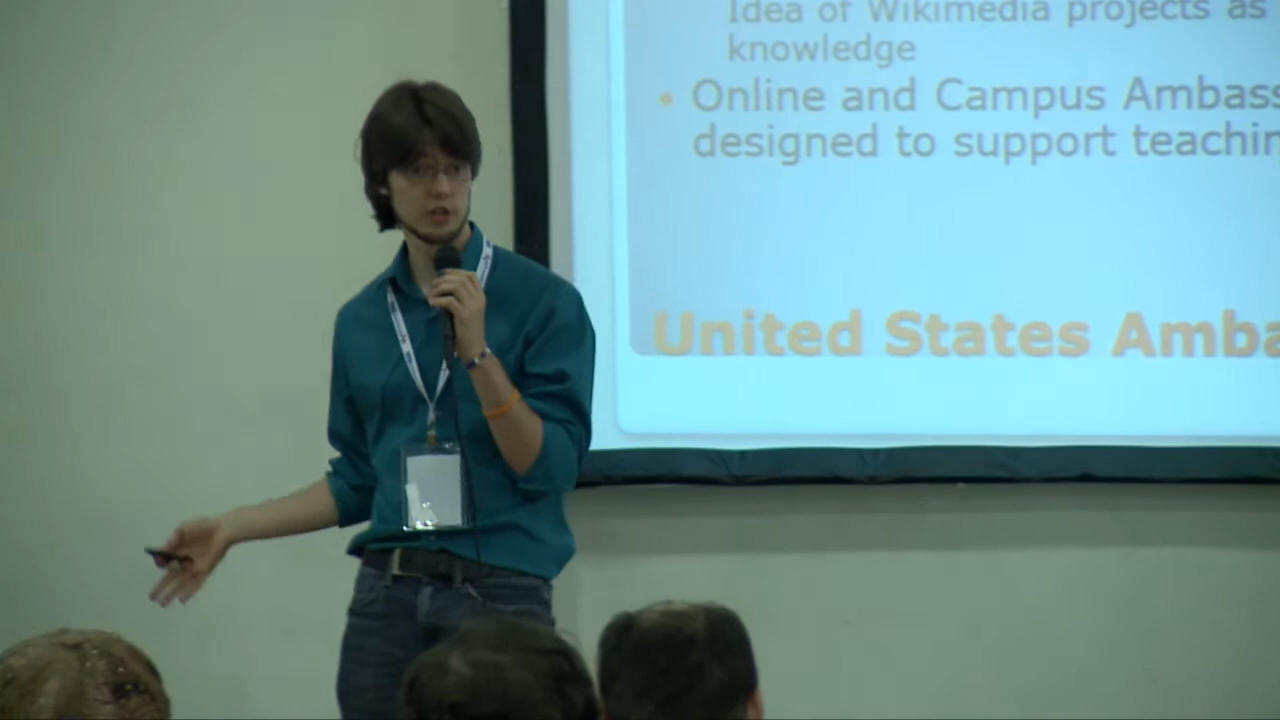 Idea of Wikimedia projects as
knowledge
• Online and Campus Ambass
designed to support teachin
United States Amba